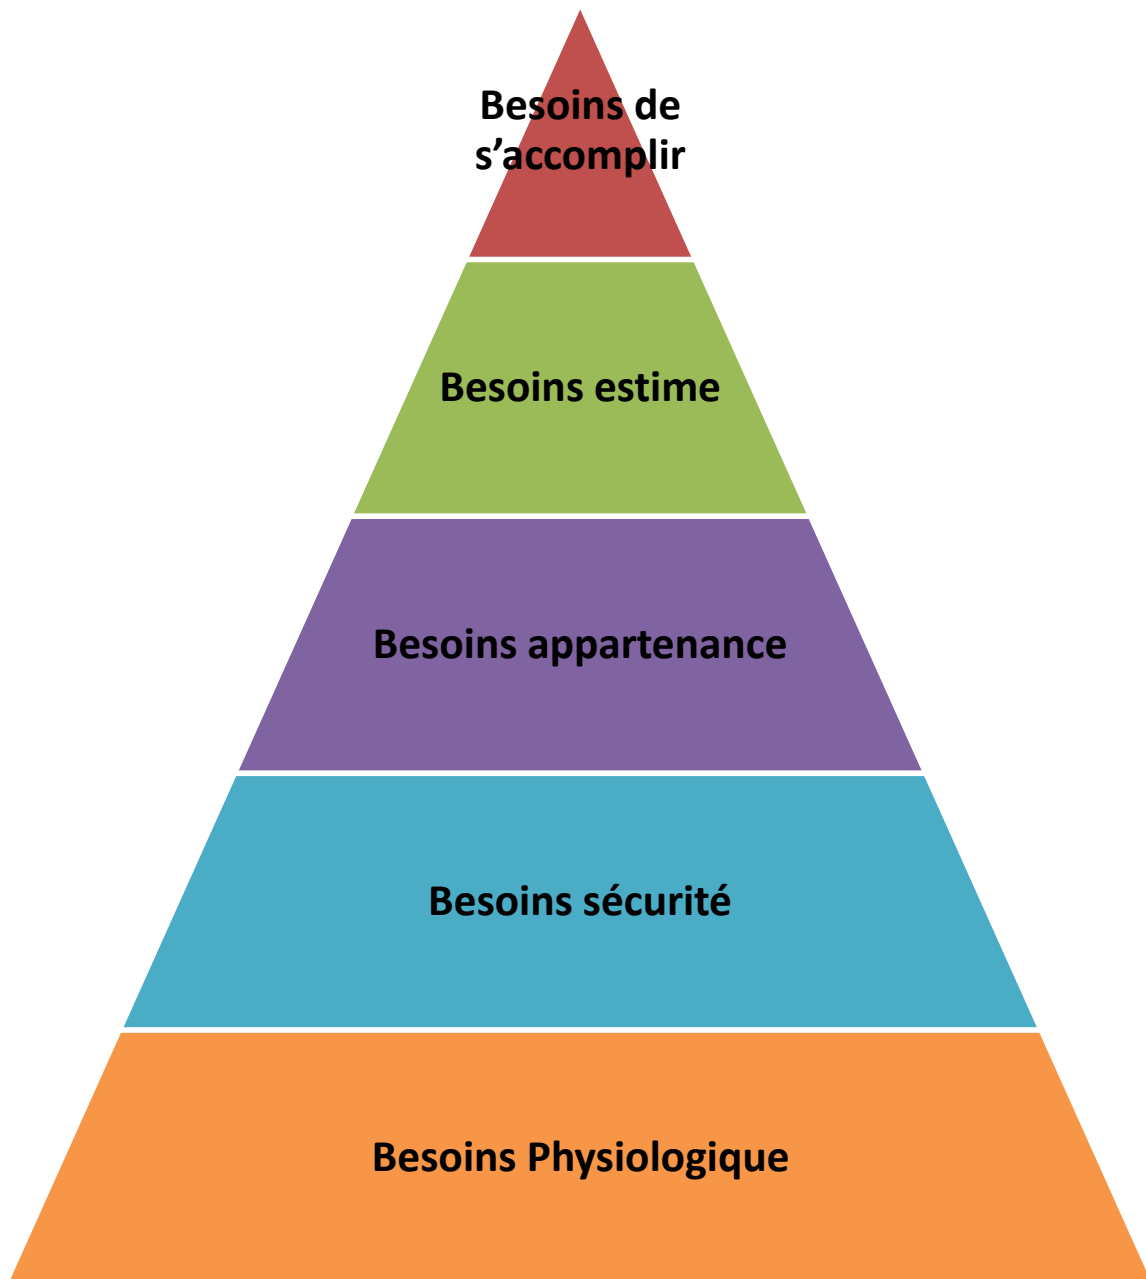 Besoins de
s’accomplir
Besoins estime
Besoins appartenance
Besoins sécurité
Besoins Physiologique